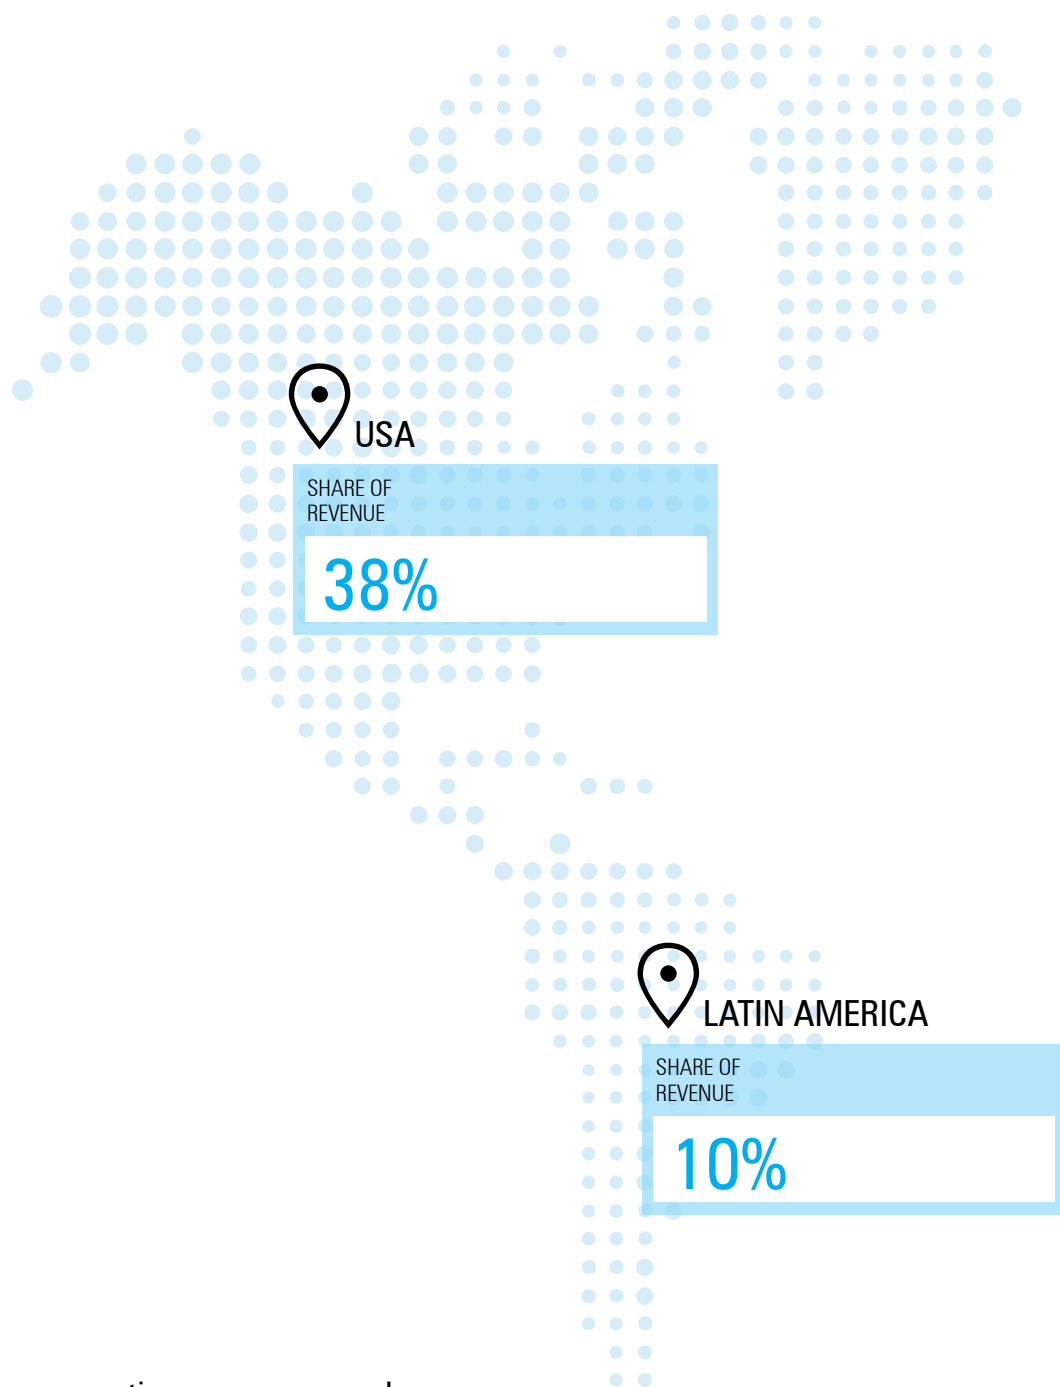 USA
SHARE OF
REVENUE
38%
LATIN AMERICA
SHARE OF
REVENUE
10%